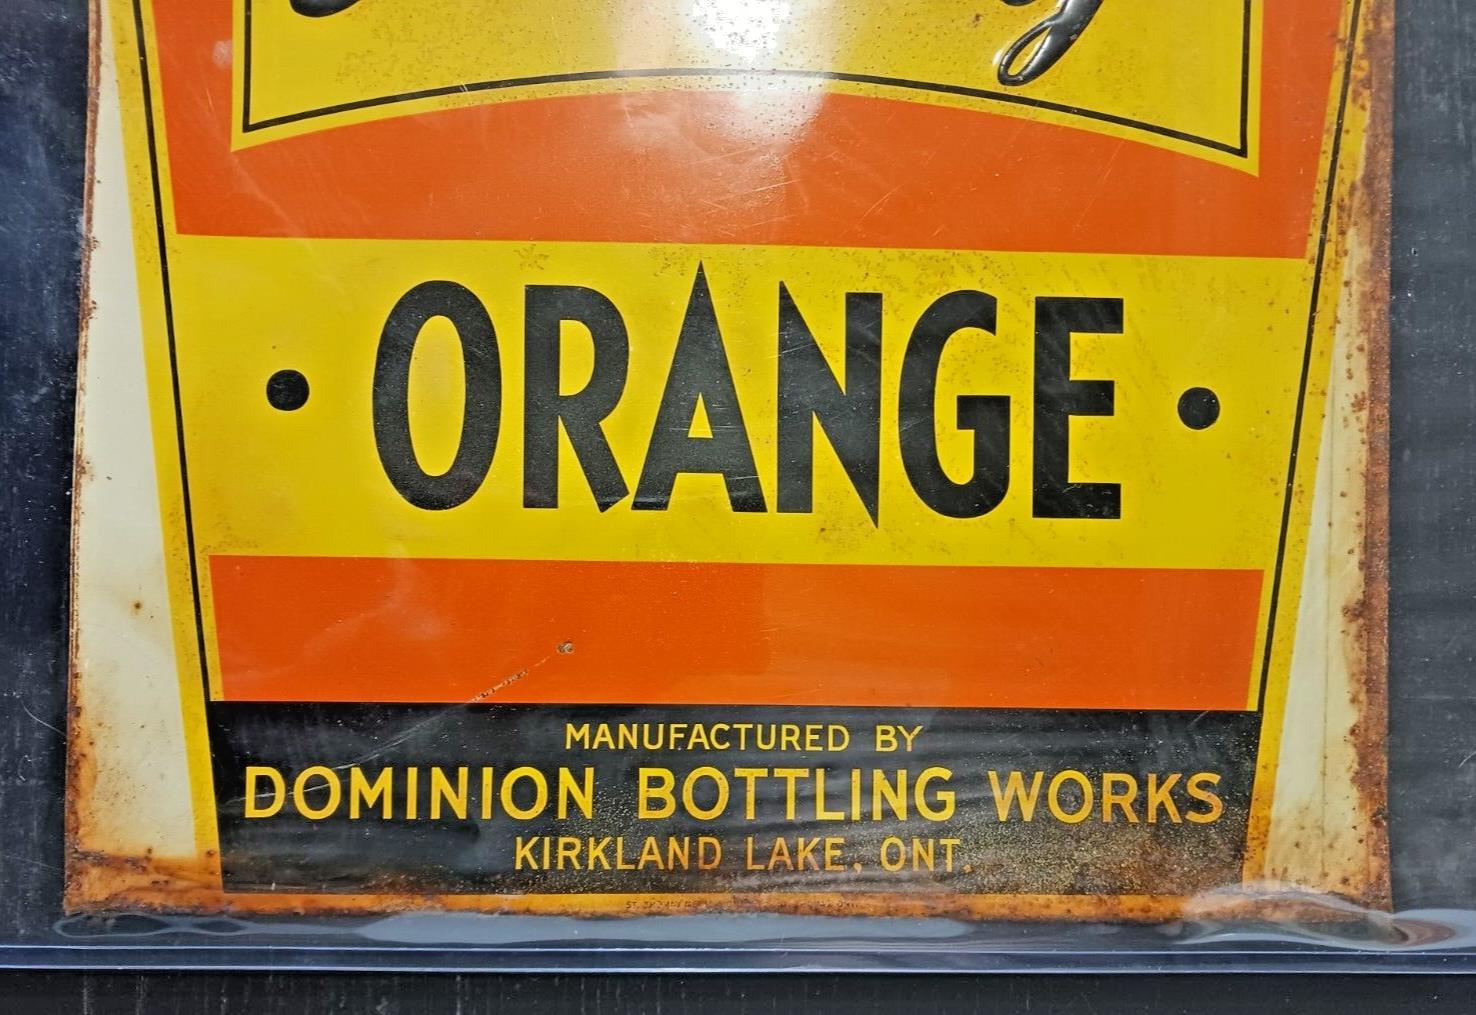 • ORANGE •
MANUFACTURED BY
DOMINION BOTTLING WORKS
KIRKLAND LAKE, ONT.